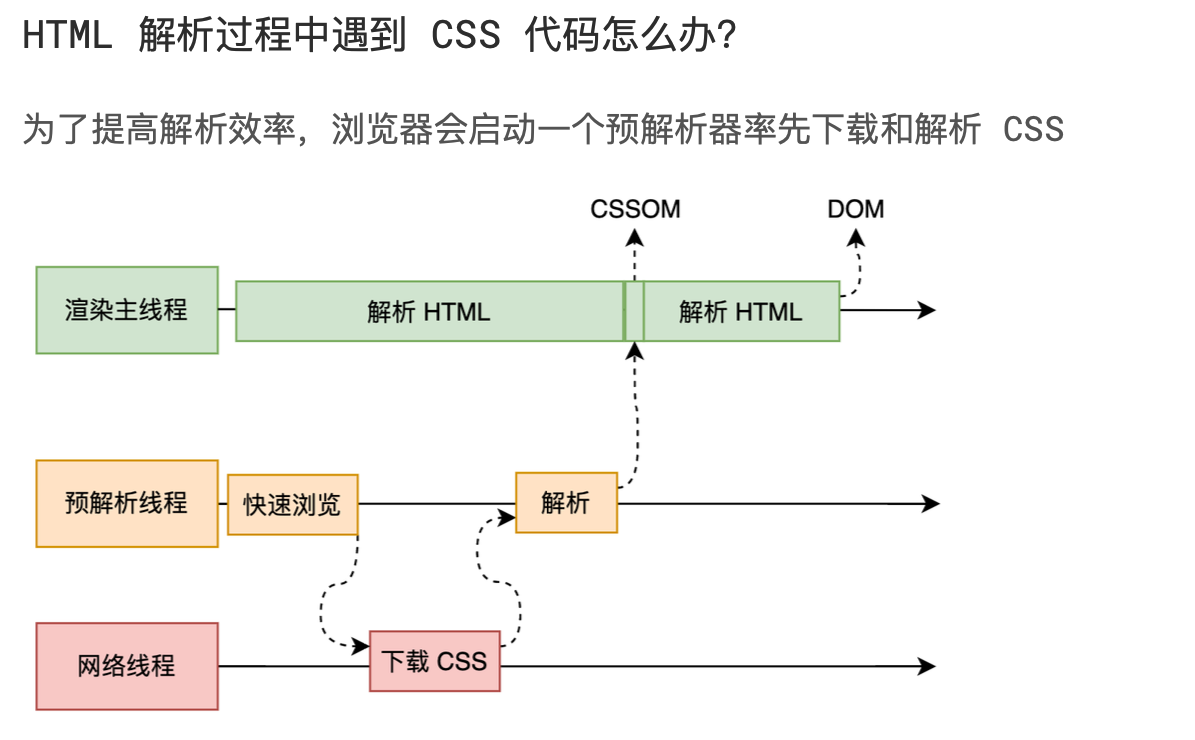 HTML 解析过程中遇到 CSS 代码怎么办？
为了提高解析效率，浏览器会启动一个预解析器率先下载和解析 CSS
CSSOM
DOM
渲染主线程
解析 HTML
解析 HTML
预解析线程
快速浏览
解析
网络线程
下载 CSS